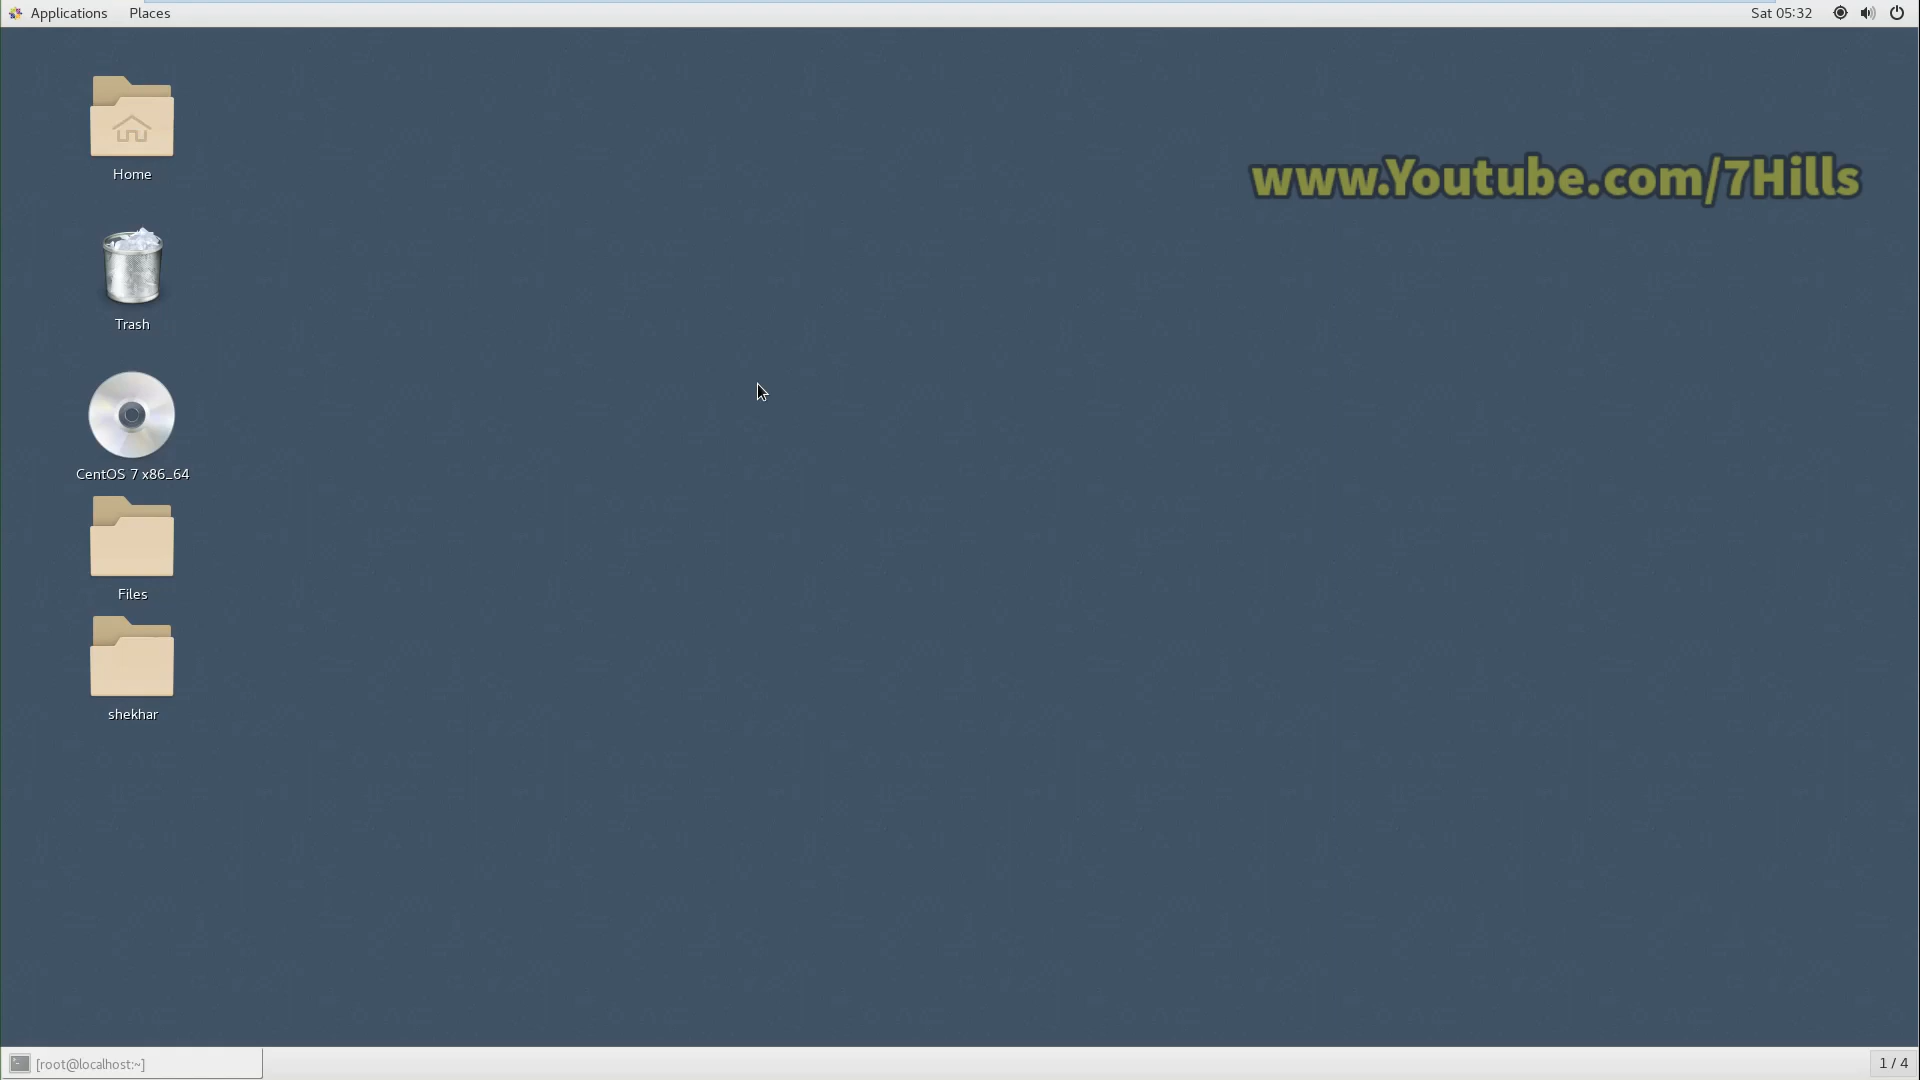 Applications Places Sat 05:32
Home
www.Youtube.com/7Hills
Trash
CentOS 7 x86_64
Files
shekhar
[root@localhost:~] 1 / 4